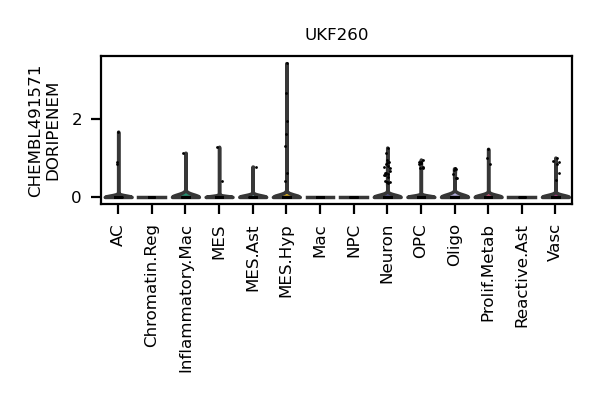 UKF260
CHEMBL491571
DORIPENEM
2
0
AC
Chromatin.Reg
Inflammatory.Mac
MES
MES.Ast
MES.Hyp
Mac
NPC
Neuron
OPC
Oligo
Prolif.Metab
Reactive.Ast
Vasc